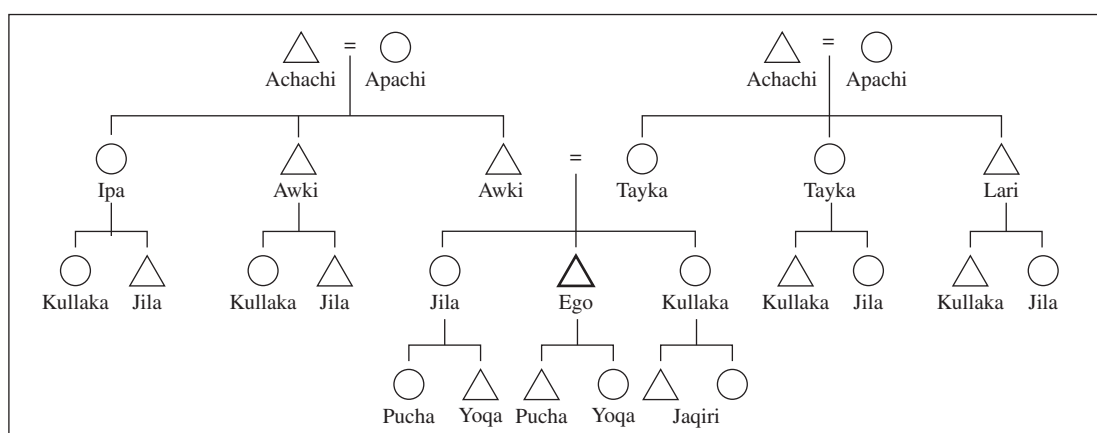 = =
Achachi Apachi Achachi Apachi
=
Ipa Awki Awki Tayka Tayka Lari
Kullaka Jila Kullaka Jila Jila Ego Kullaka Kullaka Jila Kullaka Jila
Pucha Yoqa Pucha Yoqa Jaqiri